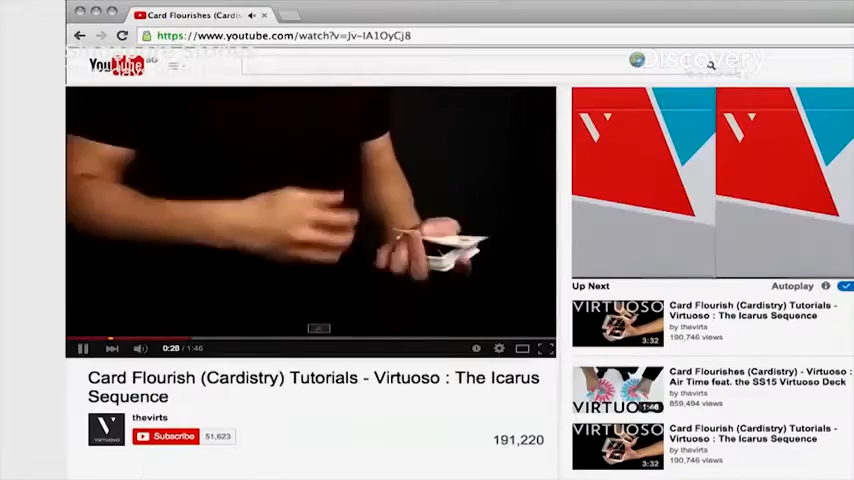 Card Flourishes (Cardis
https://www.youtube.com/watch?v=Jv-IA1OyCj8
YouTube
Discovery
0:28 / 1:46
Card Flourish (Cardistry) Tutorials - Virtuoso : The Icarus
Sequence
thevirts
VIRTUOSO
Subscribe 51,623
191,220
Up Next
Autoplay
VIRTUOSO
3:32
Card Flourish (Cardistry) Tutorials -
Virtuoso : The Icarus Sequence
by thevirts
190,746 views
VIRTUO
1:46
Card Flourishes (Cardistry) - Virtuoso :
Air Time feat. the SS15 Virtuoso Deck
by thevirts
859,494 views
VIRTUOSO
3:32
Card Flourish (Cardistry) Tutorials -
Virtuoso : The Icarus Sequence
by thevirts
190,746 views